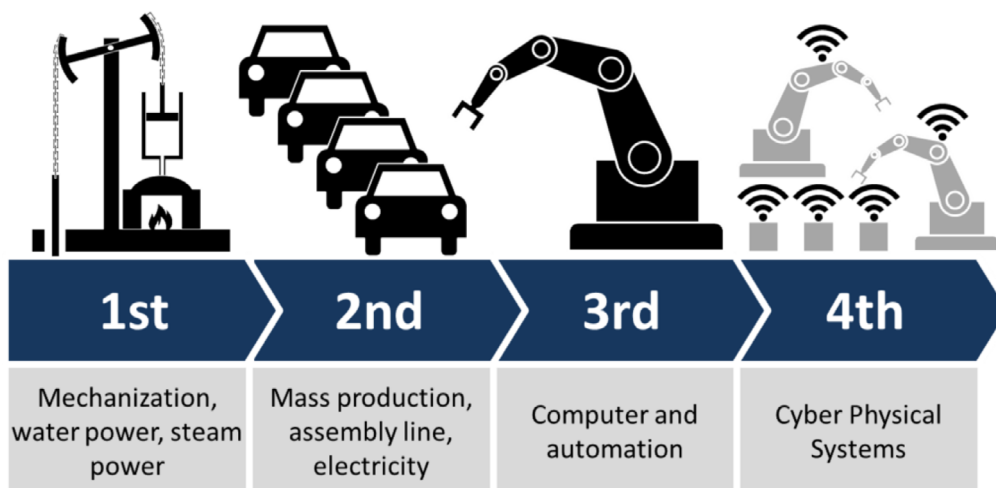 1st
2nd
3rd
4th
Mechanization,
water power, steam
power
Mass production,
assembly line,
electricity
Computer and
automation
Cyber Physical
Systems